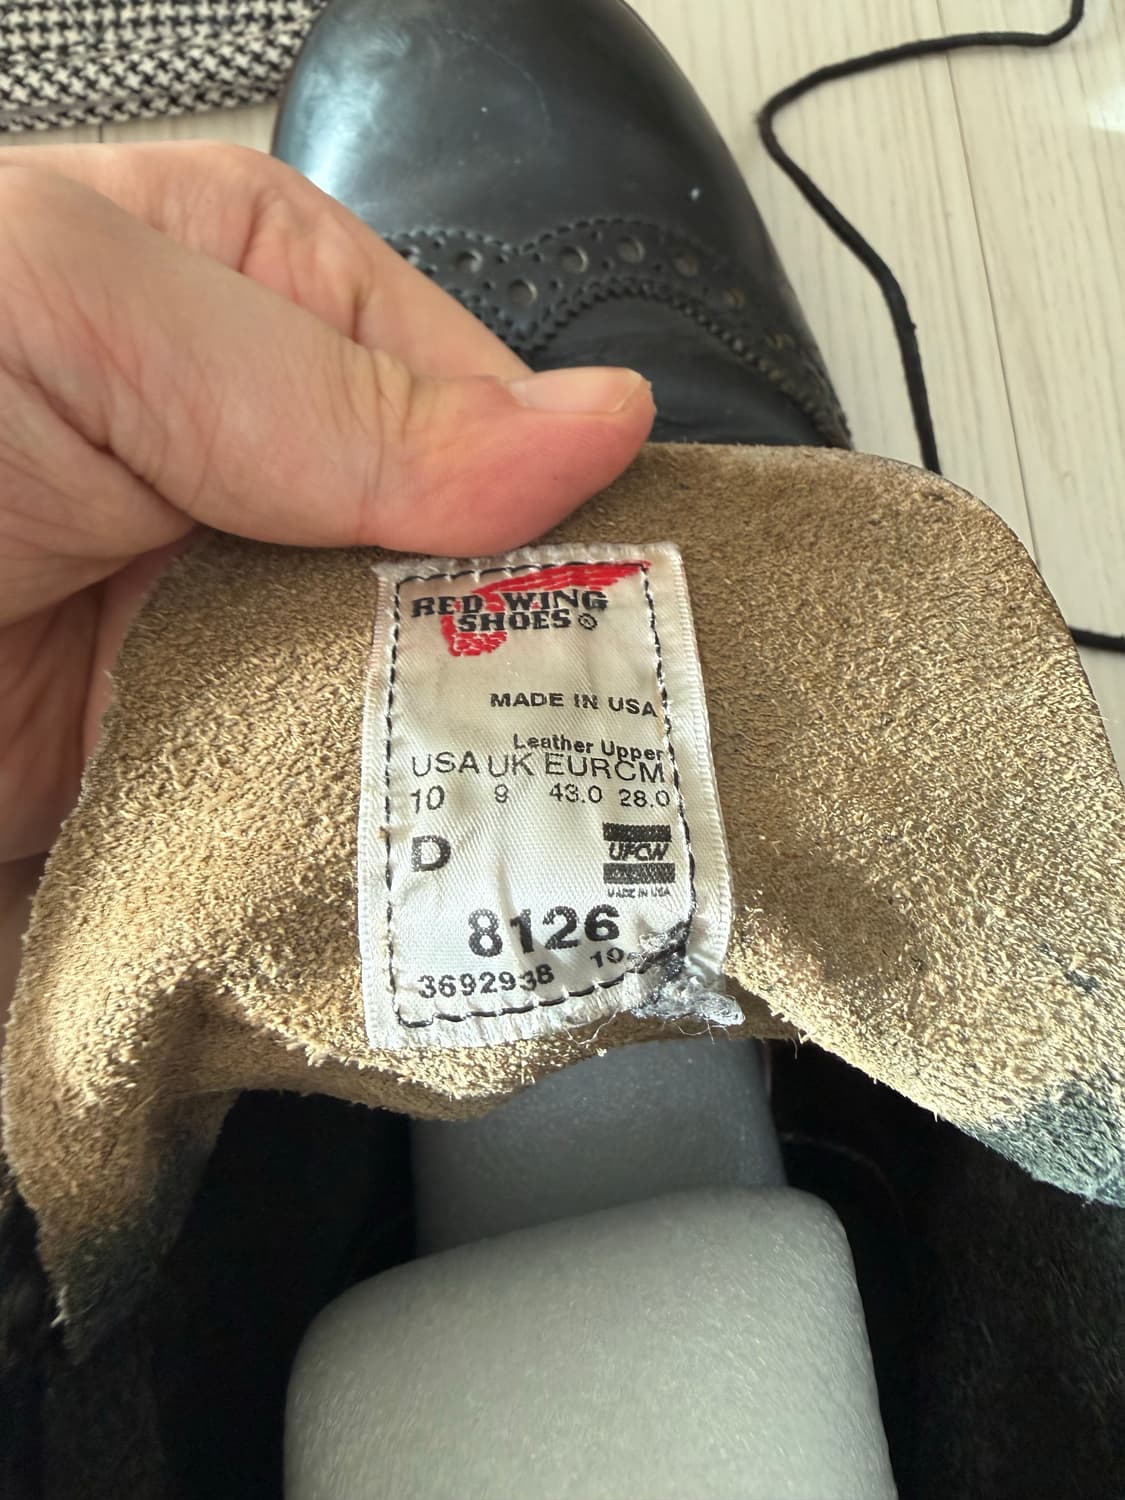 RED WING
SHOES®
MADE IN USA
Leather Upper
USA UK EUR CM
10 9 43.0 28.0
D
UFCW
MADE IN USA
8126
3692938